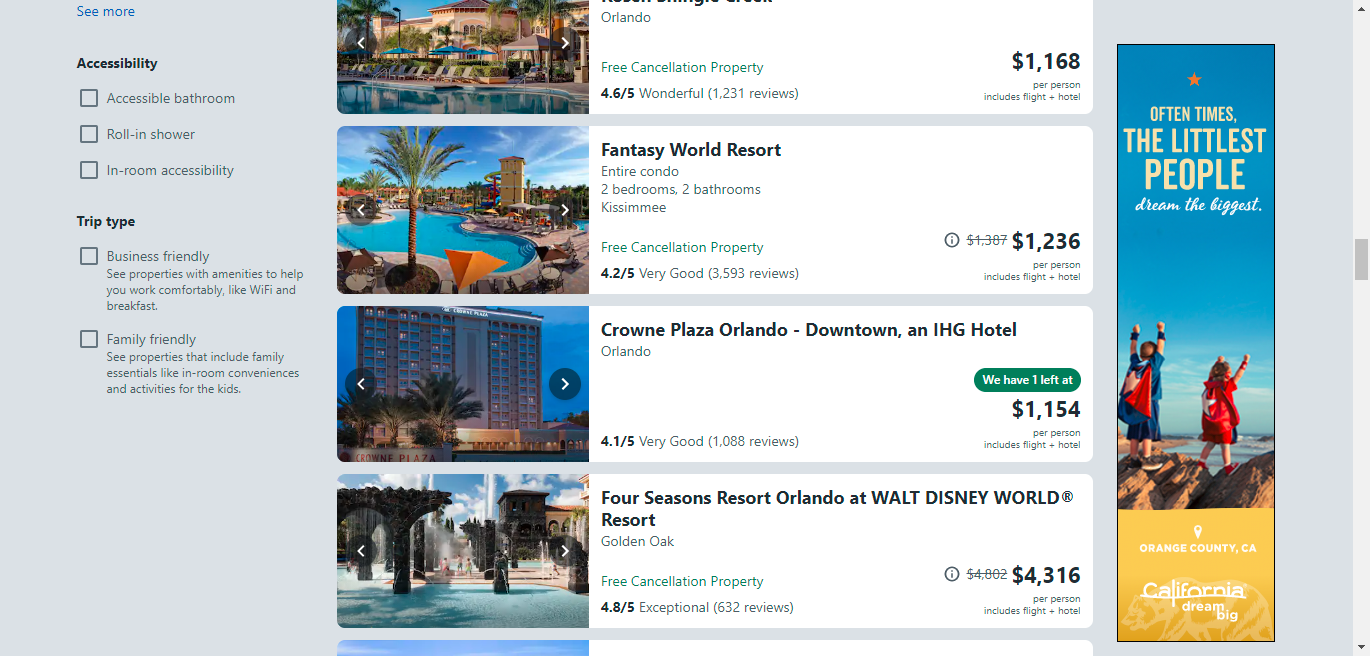 See more
Accessibility
Accessible bathroom
Roll-in shower
In-room accessibility
Trip type
Business friendly
See properties with amenities to help
you work comfortably, like WiFi and
breakfast.
Family friendly
See properties that include family
essentials like in-room conveniences
and activities for the kids.
Rosen Shingle Creek
Orlando
Free Cancellation Property
4.6/5 Wonderful (1,231 reviews)
$1,168
per person
includes flight + hotel
Fantasy World Resort
Entire condo
2 bedrooms, 2 bathrooms
Kissimmee
Free Cancellation Property
4.2/5 Very Good (3,593 reviews)
$1,387 $1,236
per person
includes flight + hotel
CROWNE PLAZA
CROWNE PLAZA
Crowne Plaza Orlando - Downtown, an IHG Hotel
Orlando
We have 1 left at
$1,154
4.1/5 Very Good (1,088 reviews)
per person
includes flight + hotel
Four Seasons Resort Orlando at WALT DISNEY WORLD®
Resort
Golden Oak
Free Cancellation Property
4.8/5 Exceptional (632 reviews)
$4,802 $4,316
per person
includes flight + hotel
OFTEN TIMES,
THE LITTLEST
PEOPLE
dream the biggest.
ORANGE COUNTY, CA
California
dream
big